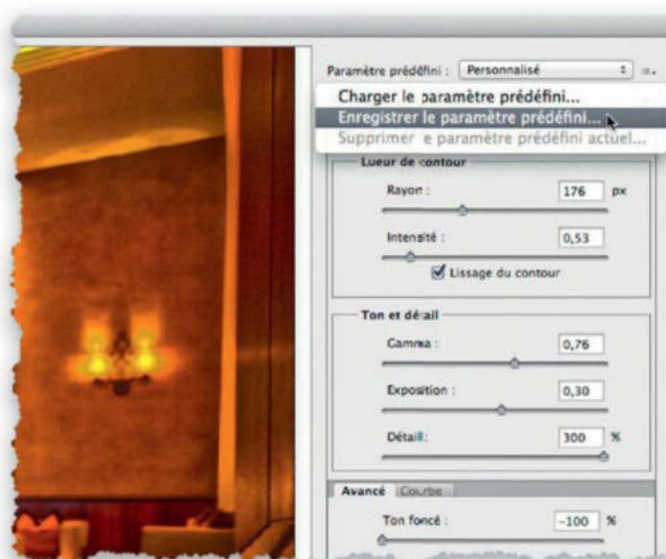 Paramètre prédéfini : Personnalisé
Charger le paramètre prédéfini...
Enregistrer le paramètre prédéfini...
Supprimer le paramètre prédéfini actuel...
Lueur de contour
Rayon : 176 px
Intensité : 0,53
Lissage du contour
Ton et détail
Gamma : 0,76
Exposition : 0,30
Détail : 300 %
Avancé Courbe
Ton foncé : -100 %